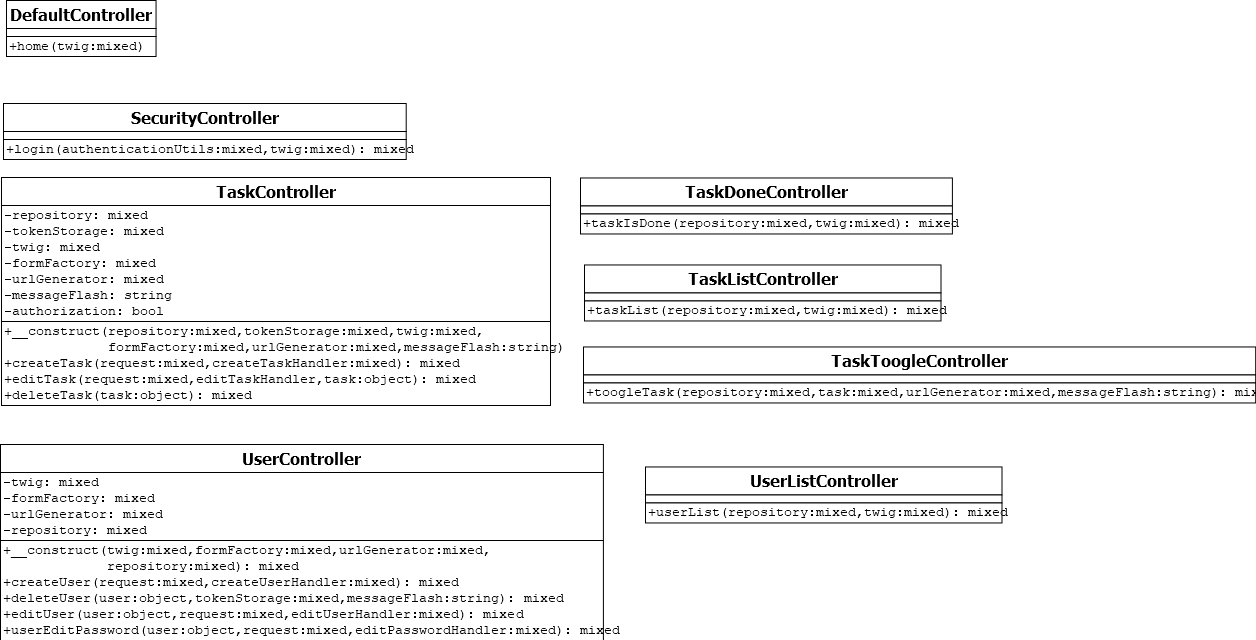 DefaultController
+home(twig:mixed)
SecurityController
+login(authenticationUtils:mixed,twig:mixed): mixed
TaskController
-repository: mixed
-tokenStorage: mixed
-twig: mixed
-formFactory: mixed
-urlGenerator: mixed
-messageFlash: string
-authorization: bool
+__construct(repository:mixed,tokenStorage:mixed,twig:mixed,
formFactory:mixed,urlGenerator:mixed,messageFlash:string)
+createTask(request:mixed,createTaskHandler:mixed): mixed
+editTask(request:mixed,editTaskHandler,task:object): mixed
+deleteTask(task:object): mixed
TaskDoneController
+taskIsDone(repository:mixed,twig:mixed): mixed
TaskListController
+taskList(repository:mixed,twig:mixed): mixed
TaskToogleController
+toogleTask(repository:mixed,task:mixed,urlGenerator:mixed,messageFlash:string): mix
UserController
-twig: mixed
-formFactory: mixed
-urlGenerator: mixed
-repository: mixed
+__construct(twig:mixed,formFactory:mixed,urlGenerator:mixed,
repository:mixed): mixed
+createUser(request:mixed,createUserHandler:mixed): mixed
+deleteUser(user:object,tokenStorage:mixed,messageFlash:string): mixed
+editUser(user:object,request:mixed,editUserHandler:mixed): mixed
+userEditPassword(user:object,request:mixed,editPasswordHandler:mixed): mixed
UserListController
+userList(repository:mixed,twig:mixed): mixed